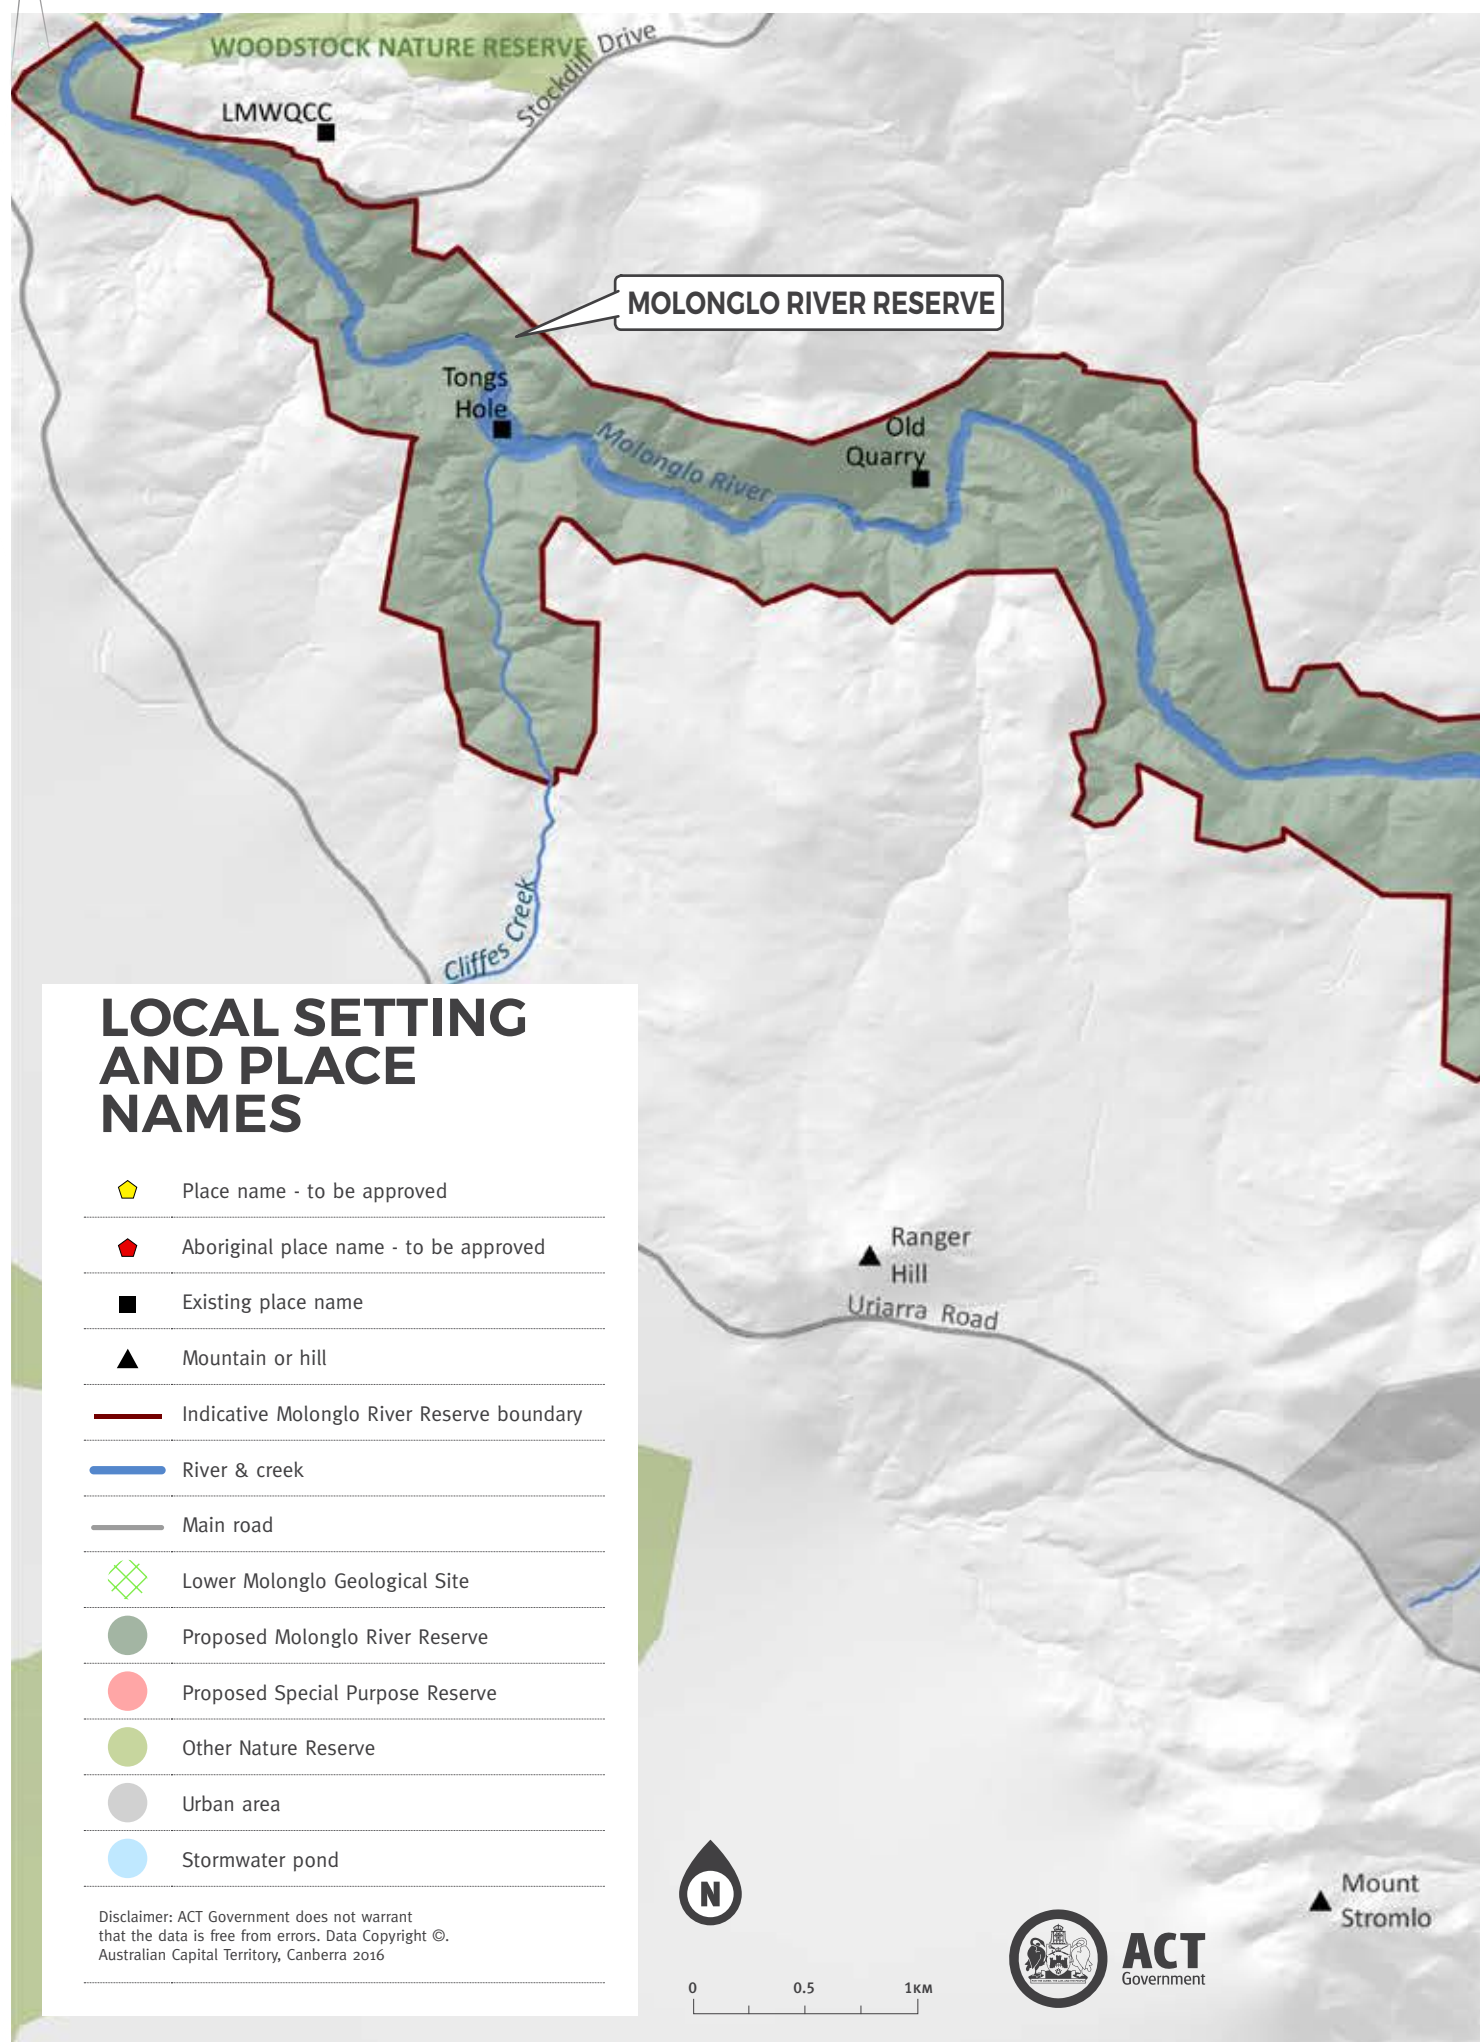 WOODSTOCK NATURE RESERVE
Stockdill Drive
LMWQCC
MOLONGLO RIVER RESERVE
Tongs
Hole
Molonglo River
Old
Quarry
Cliffes Creek
LOCAL SETTING
AND PLACE
NAMES
Place name - to be approved
Aboriginal place name - to be approved
Existing place name
Mountain or hill
Indicative Molonglo River Reserve boundary
River & creek
Main road
Lower Molonglo Geological Site
Proposed Molonglo River Reserve
Proposed Special Purpose Reserve
Other Nature Reserve
Urban area
Stormwater pond
Disclaimer: ACT Government does not warrant
that the data is free from errors. Data Copyright ©.
Australian Capital Territory, Canberra 2016
Ranger
Hill
Uriarra Road
Mount
Stromlo
N
0 0.5 1KM
ACT
Government